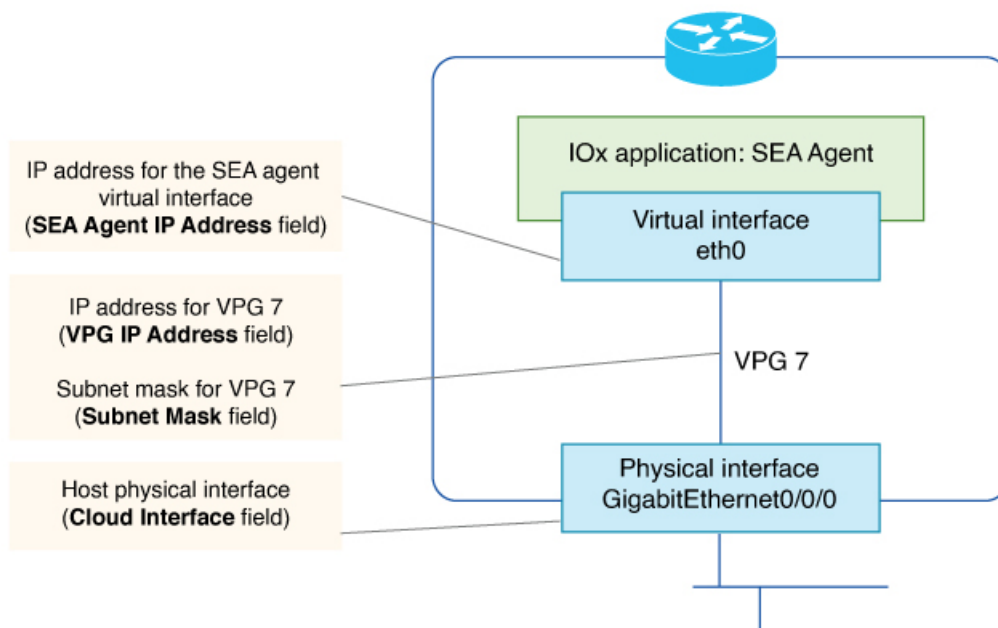 IOx application: SEA Agent
IP address for the SEA agent
virtual interface
(SEA Agent IP Address field)
Virtual interface
eth0
IP address for VPG 7
(VPG IP Address field)
Subnet mask for VPG 7
(Subnet Mask field)
VPG 7
Host physical interface
(Cloud Interface field)
Physical interface
GigabitEthernet0/0/0